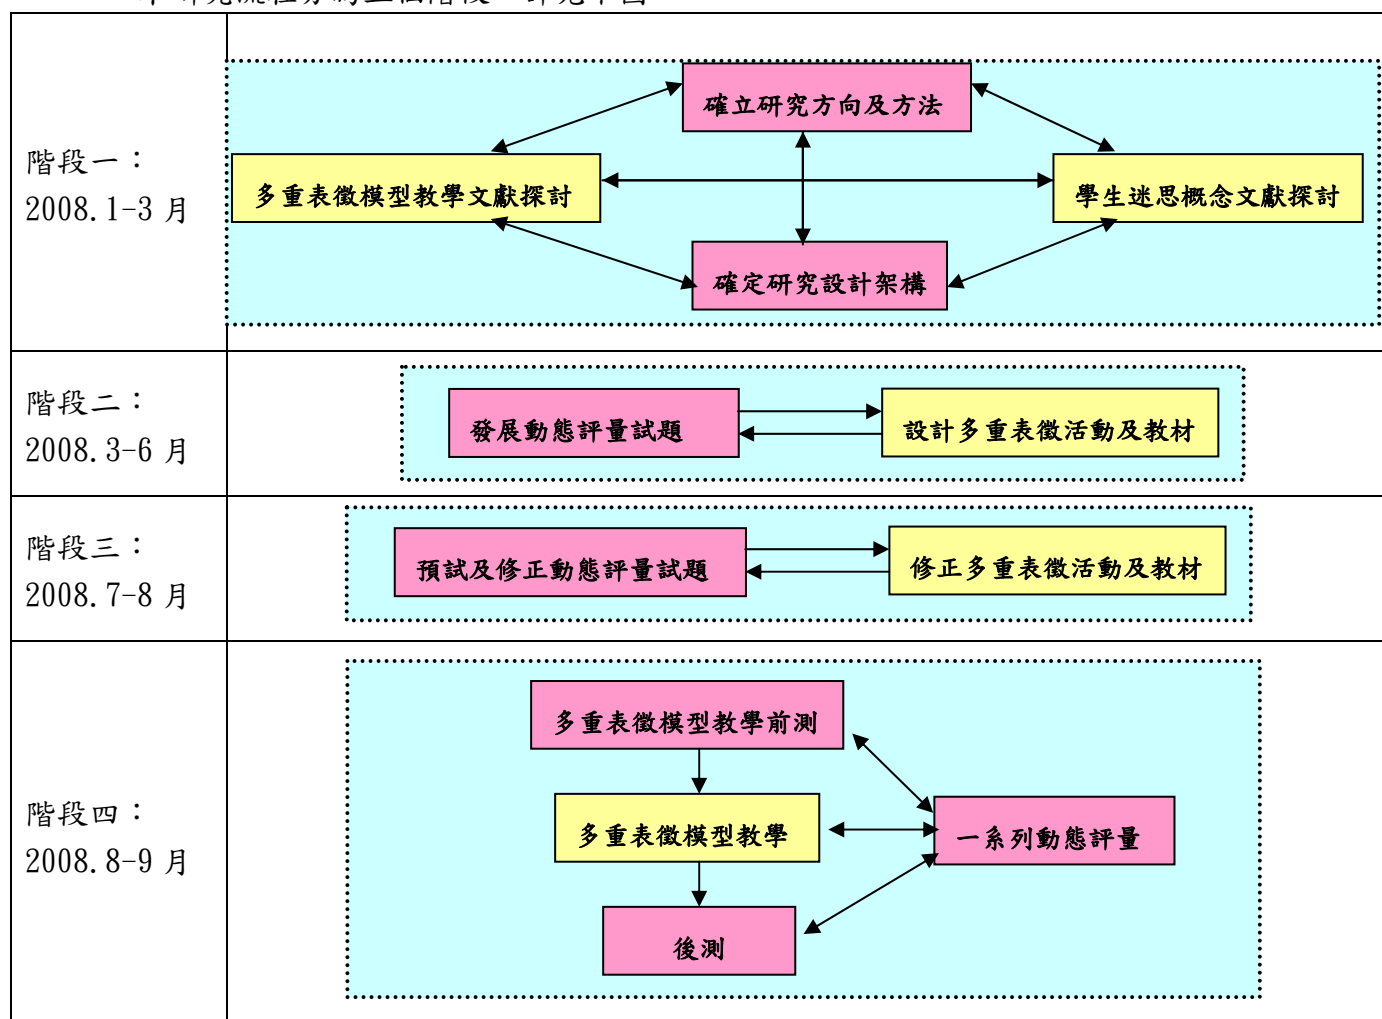 確立研究方向及方法
階段一：
2008.1-3 月
多重表徵模型教學文獻探討
學生迷思概念文獻探討
確定研究設計架構
階段二：
2008.3-6 月
發展動態評量試題
設計多重表徵活動及教材
階段三：
2008.7-8 月
預試及修正動態評量試題
修正多重表徵活動及教材
多重表徵模型教學前測
階段四：
2008.8-9 月
多重表徵模型教學
一系列動態評量
後測